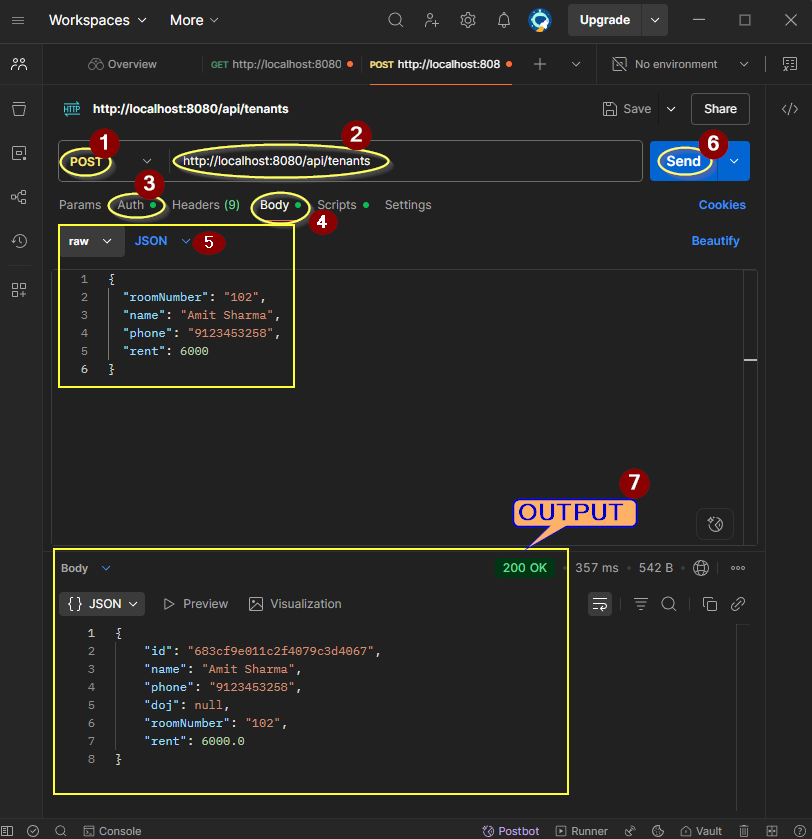 Workspaces More Upgrade
Overview GET http://localhost:8080 POST http://localhost:808 No environment
HTTP http://localhost:8080/api/tenants Save Share
1 2 6
POST http://localhost:8080/api/tenants Send
3
Params Auth Headers (9) Body Scripts Settings Cookies
4
raw JSON 5 Beautify
1 {
2 "roomNumber": "102",
3 "name": "Amit Sharma",
4 "phone": "9123453258",
5 "rent": 6000
6 }
7
OUTPUT
Body 200 OK 357 ms 542 B
{} JSON Preview Visualization
1 {
2 "id": "683cf9e011c2f4079c3d4067",
3 "name": "Amit Sharma",
4 "phone": "9123453258",
5 "doj": null,
6 "roomNumber": "102",
7 "rent": 6000.0
8 }
Console Postbot Runner Vault